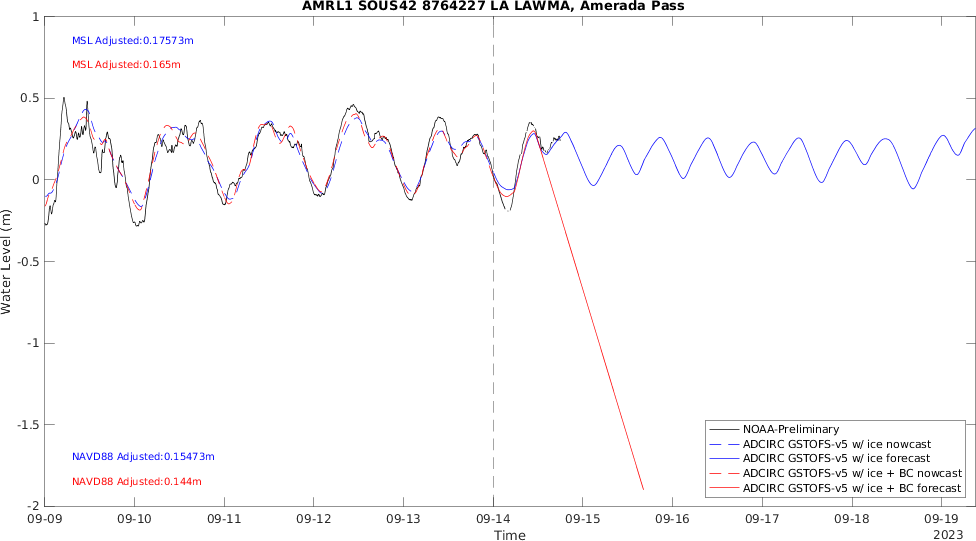 AMRL1 SOUS42 8764227 LA LAWMA, Amerada Pass
MSL Adjusted:0.17573m
MSL Adjusted:0.165m
NAVD88 Adjusted:0.15473m
NAVD88 Adjusted:0.144m
Water Level (m)
1
0.5
0
-0.5
-1
-1.5
-2
NOAA-Preliminary
ADCIRC GSTOFS-v5 w/ ice nowcast
ADCIRC GSTOFS-v5 w/ ice forecast
ADCIRC GSTOFS-v5 w/ ice + BC nowcast
ADCIRC GSTOFS-v5 w/ ice + BC forecast
09-09 09-10 09-11 09-12 09-13 09-14 09-15 09-16 09-17 09-18 09-19
Time
2023